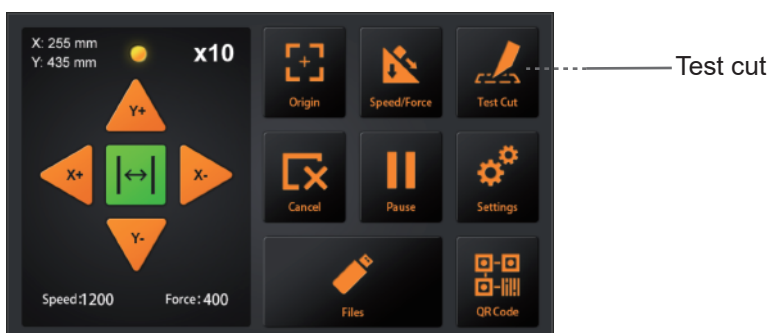 X: 255 mm
Y: 435 mm
x10
Y+
X+
X-
Y-
Speed:1200
Force:400
Origin
Speed/Force
Test Cut
Cancel
Pause
Settings
Files
QR Code
Test cut